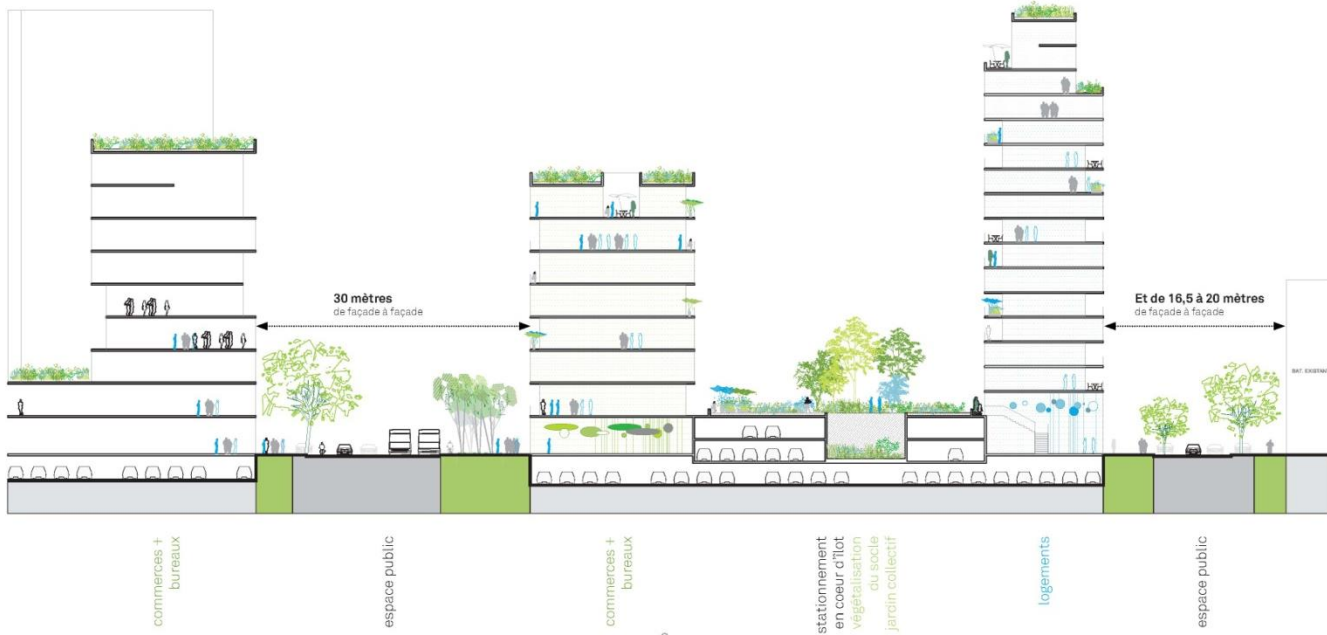 30 mètres
de façade à façade
Et de 16,5 à 20 mètres
de façade à façade
BAT. EXISTAN
commerces +
bureaux
espace public
commerces +
bureaux
stationnement
en coeur d'îlot
végétalisation
du socle
jardin collectif
logements
espace public